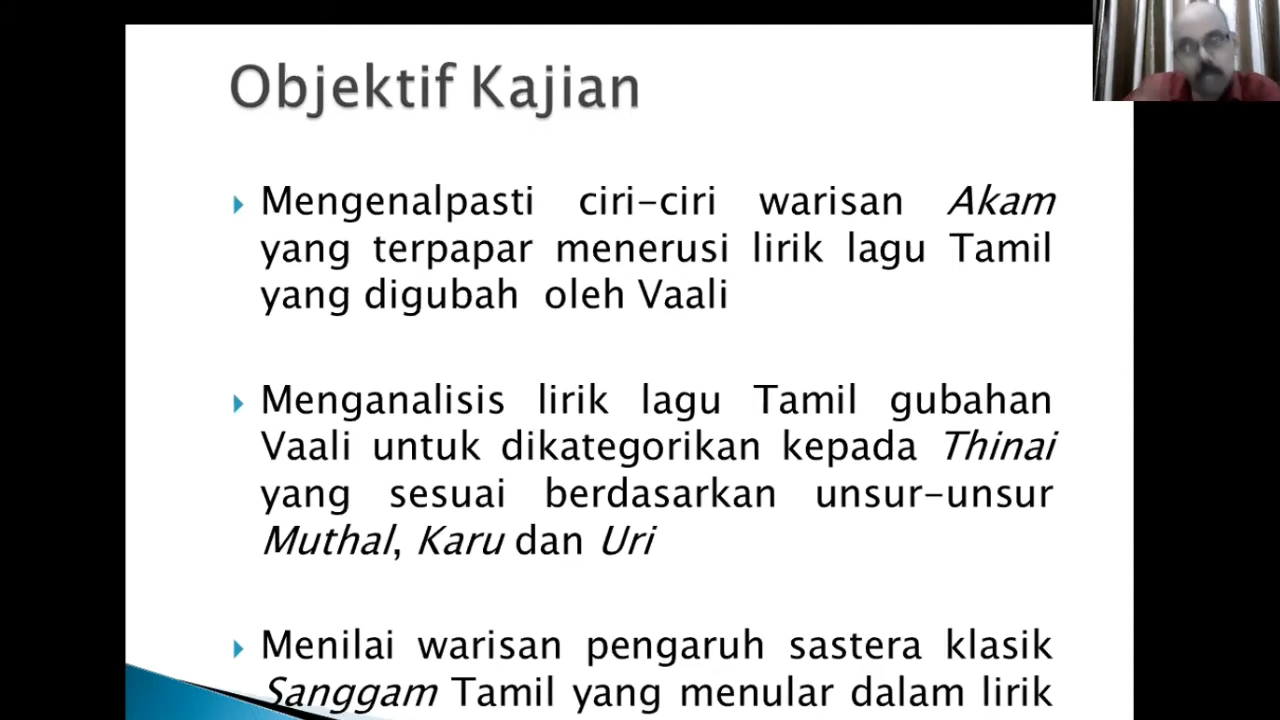 Objektif Kajian
Mengenalpasti ciri-ciri warisan Akam
yang terpapar menerusi lirik lagu Tamil
yang digubah oleh Vaali
Menganalisis lirik lagu Tamil gubahan
Vaali untuk dikategorikan kepada Thinai
yang sesuai berdasarkan unsur-unsur
Muthal, Karu dan Uri
Menilai warisan pengaruh sastera klasik
Sanggam Tamil yang menular dalam lirik